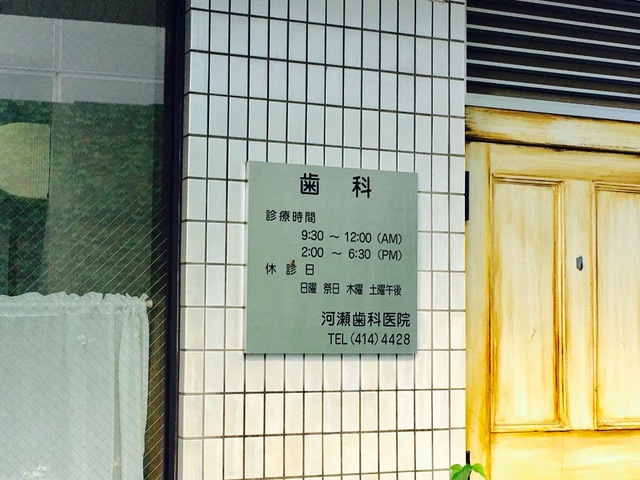 歯科
診療時間
9:30 ～ 12:00 (AM)
2:00 ～ 6:30 (PM)
休診日
日曜 祭日 木曜 土曜午後
河瀬歯科医院
TEL (414) 4428